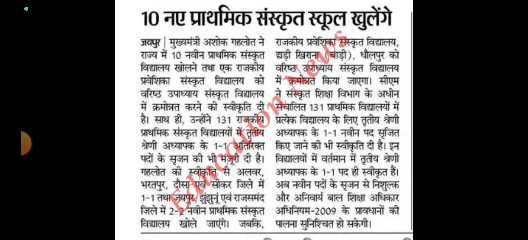 10 नए प्राथमिक संस्कृत स्कूल खुलेंगे
जयपुर | मुख्यमंत्री अशोक गहलोत ने
राज्य में 10 नवीन प्राथमिक संस्कृत
विद्यालय खोलने तथा एक राजकीय
प्रवेशिका संस्कृत विद्यालय को
वरिष्ठ उपाध्याय संस्कृत विद्यालय
में क्रमोन्नत करने की स्वीकृति दी
है। साथ ही, उन्होंने 131 राजकीय
प्राथमिक संस्कृत विद्यालयों में तृतीय
श्रेणी अध्यापक के 1-1 अतिरिक्त
पदों के सृजन की भी मंजूरी दी है।
गहलोत की स्वीकृति से अलवर,
भरतपुर, दौसा एवं सीकर जिले में
1-1 तथा जयपुर, झुंझुनूं एवं राजसमंद
जिले में 2-2 नवीन प्राथमिक संस्कृत
विद्यालय खोले जाएंगे। जबकि,
राजकीय प्रवेशिका संस्कृत विद्यालय,
(बाड़ी), धौलपुर को
वरिष्ठ उपाध्याय संस्कृत विद्यालय
में क्रमोन्नत किया जाएगा। सीएम
ने संस्कृत शिक्षा विभाग के अधीन
संचालित 131 प्राथमिक विद्यालयों में
प्रत्येक विद्यालय के लिए तृतीय श्रेणी
अध्यापक के 1-1 नवीन पद सृजित
किए जाने की भी स्वीकृति दी है। इन
विद्यालयों में वर्तमान में तृतीय श्रेणी
अध्यापक के 1-1 पद ही स्वीकृत हैं।
अब नवीन पदों के सृजन से निशुल्क
और अनिवार्य बाल शिक्षा अधिकार
अधिनियम-2009 के प्रावधानों की
पालना सुनिश्चित हो सकेगी।
Education News